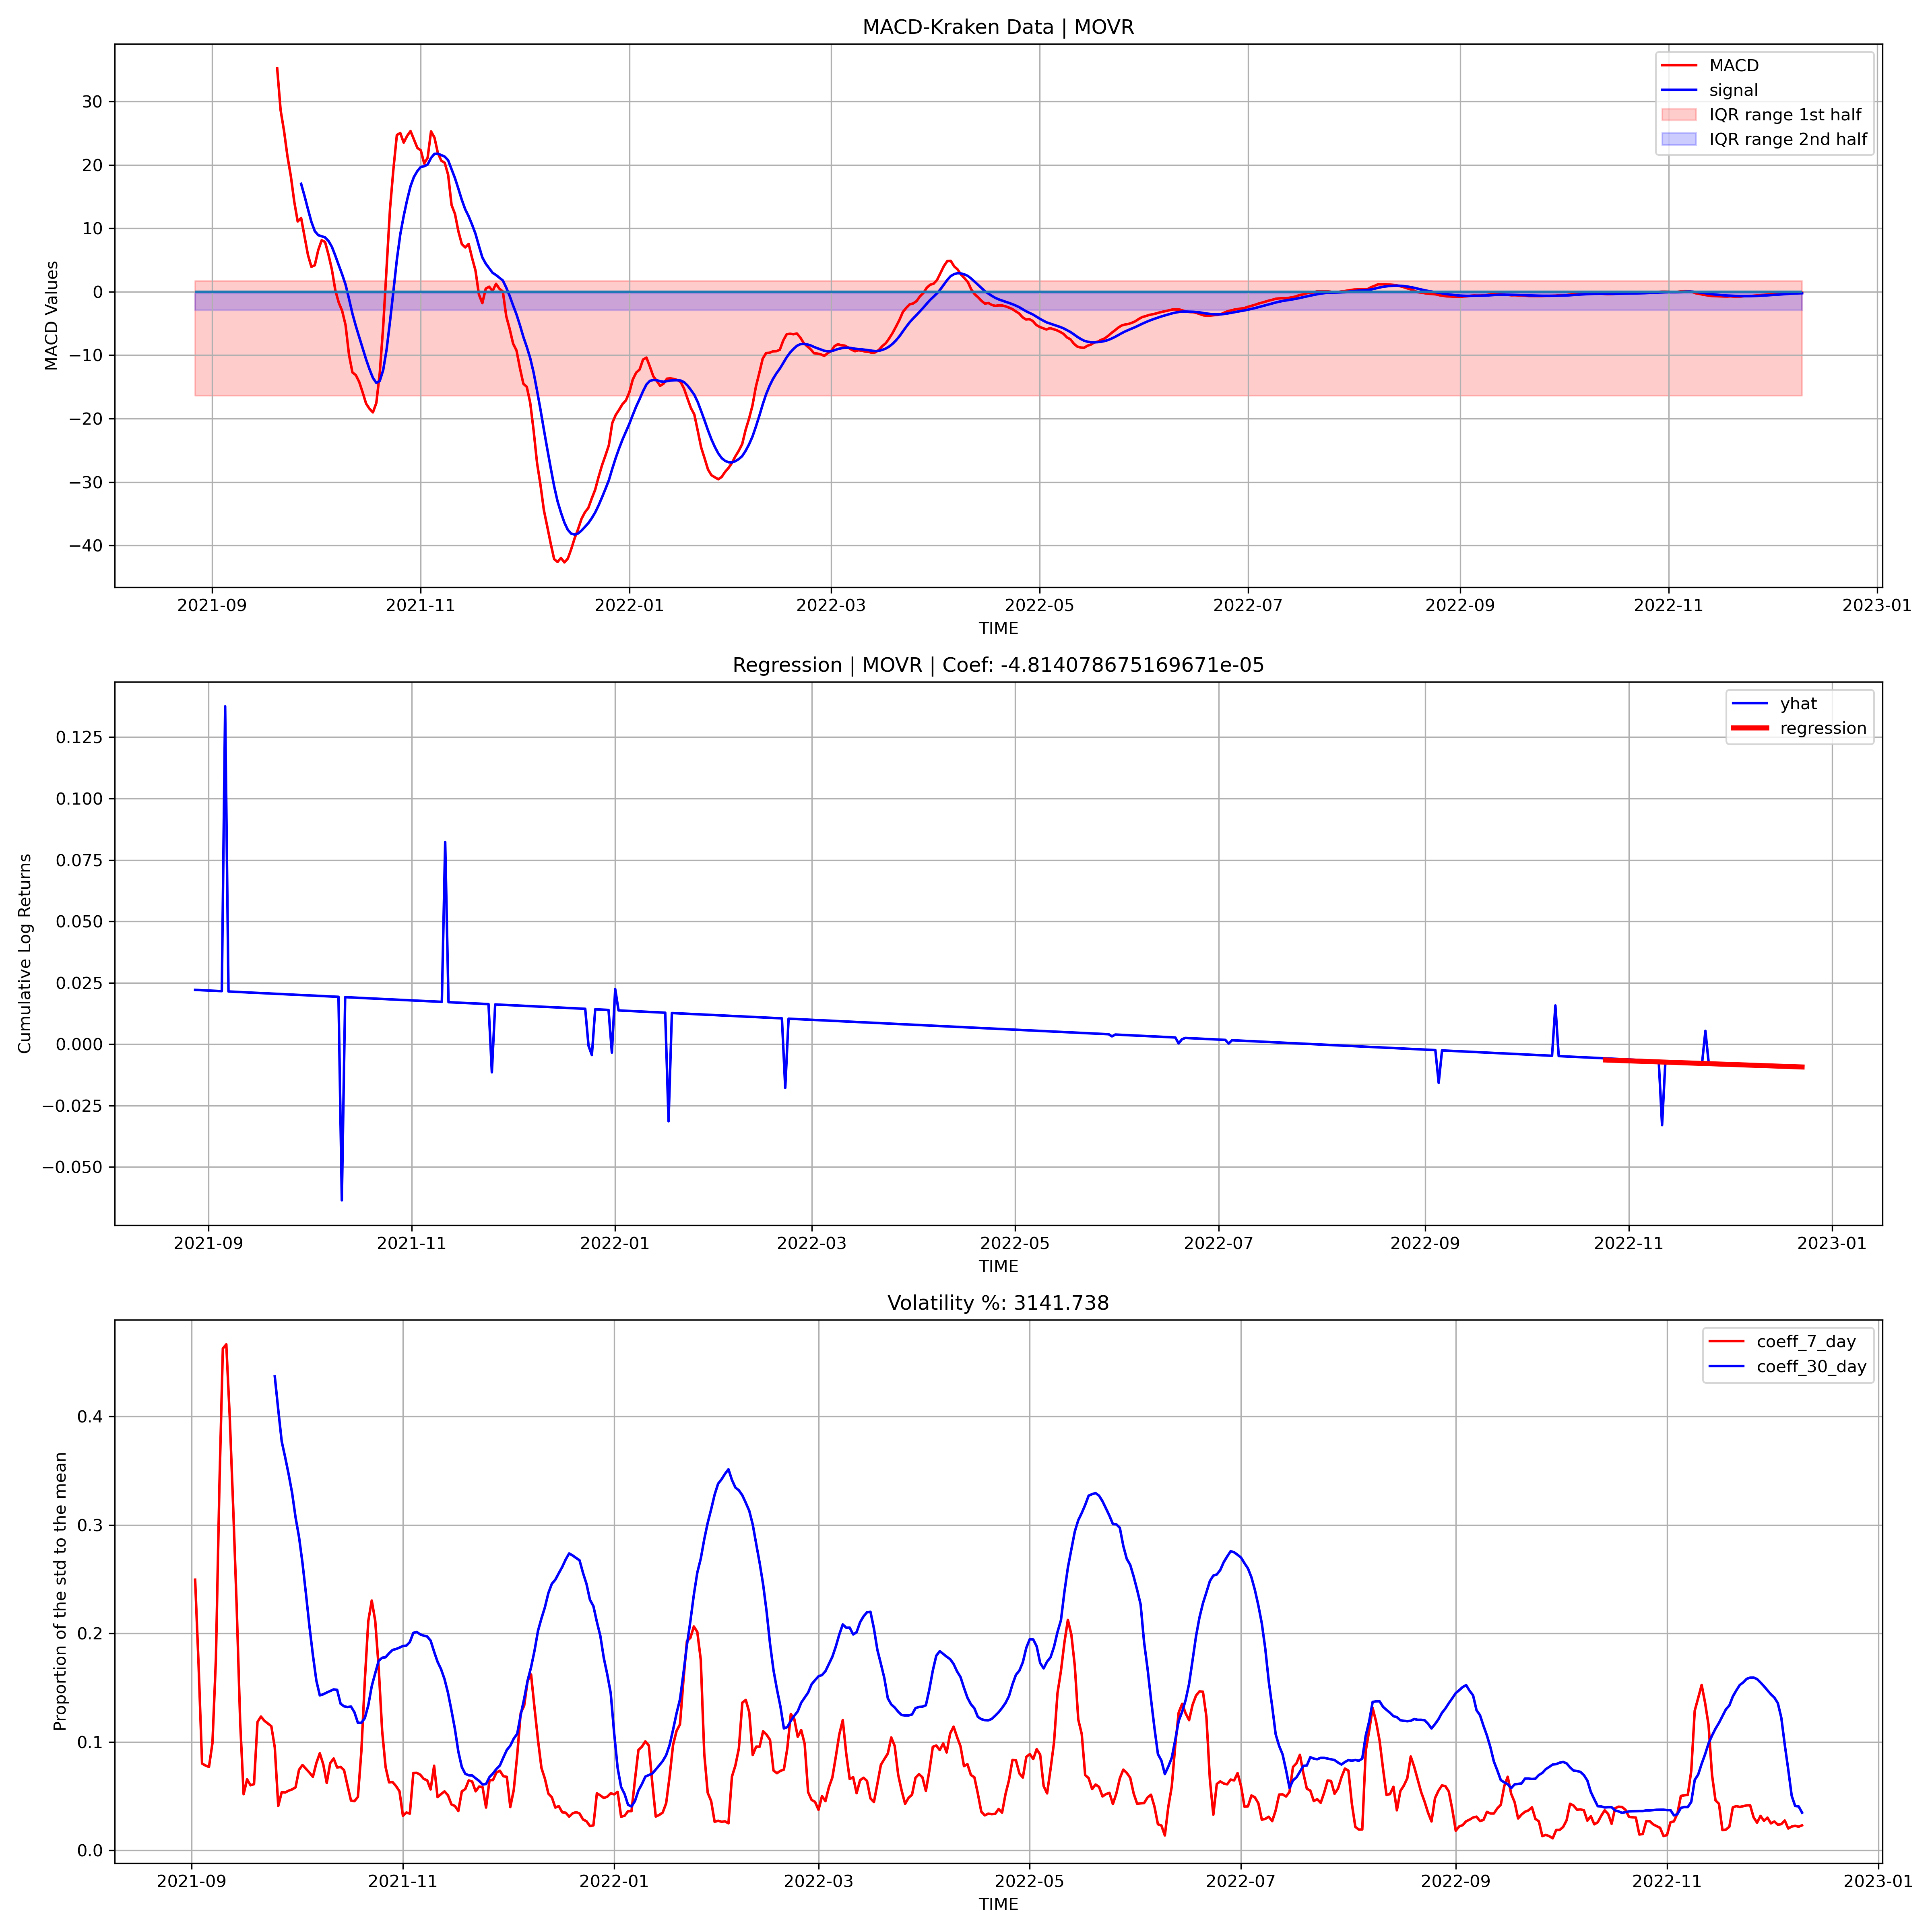 MACD-Kraken Data | MOVR
MACD
signal
IQR range 1st half
IQR range 2nd half
MACD Values
30
20
10
0
−10
−20
−30
−40
2021-09
2021-11
2022-01
2022-03
2022-05
2022-07
2022-09
2022-11
2023-01
TIME
Regression | MOVR | Coef: -4.814078675169671e-05
yhat
regression
Cumulative Log Returns
0.125
0.100
0.075
0.050
0.025
0.000
−0.025
−0.050
2021-09
2021-11
2022-01
2022-03
2022-05
2022-07
2022-09
2022-11
2023-01
TIME
Volatility %: 3141.738
coeff_7_day
coeff_30_day
Proportion of the std to the mean
0.4
0.3
0.2
0.1
0.0
2021-09
2021-11
2022-01
2022-03
2022-05
2022-07
2022-09
2022-11
2023-01
TIME